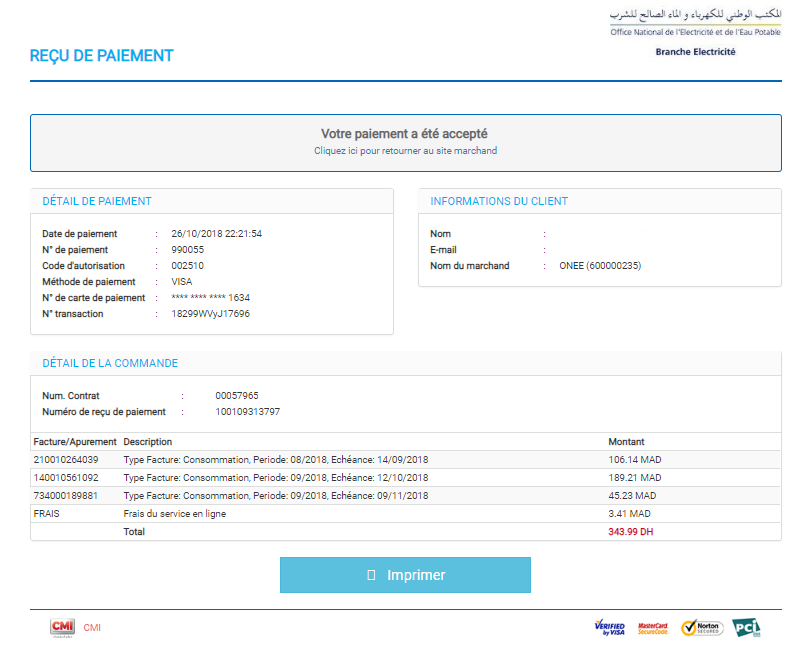 المكتب الوطني للكهرباء و الماء الصالح للشرب
Office National de l'Electricité et de l'Eau Potable
Branche Electricité
REÇU DE PAIEMENT
Votre paiement a été accepté
Cliquez ici pour retourner au site marchand
DÉTAIL DE PAIEMENT
Date de paiement : 26/10/2018 22:21:54
N° de paiement : 990055
Code d'autorisation : 002510
Méthode de paiement : VISA
N° de carte de paiement : **** **** **** 1634
N° transaction : 18299WVyJ17696
INFORMATIONS DU CLIENT
Nom :
E-mail :
Nom du marchand : ONEE (600000235)
DÉTAIL DE LA COMMANDE
Num. Contrat : 00057965
Numéro de reçu de paiement : 100109313797
Facture/Apurement Description Montant
210010264039 Type Facture: Consommation, Periode: 08/2018, Echéance: 14/09/2018 106.14 MAD
140010561092 Type Facture: Consommation, Periode: 09/2018, Echéance: 12/10/2018 189.21 MAD
734000189881 Type Facture: Consommation, Periode: 09/2018, Echéance: 09/11/2018 45.23 MAD
FRAIS Frais du service en ligne 3.41 MAD
Total 343.99 DH
Imprimer
CMI CMI
VERIFIED by VISA MasterCard. SecureCode. Norton SECURED PCI